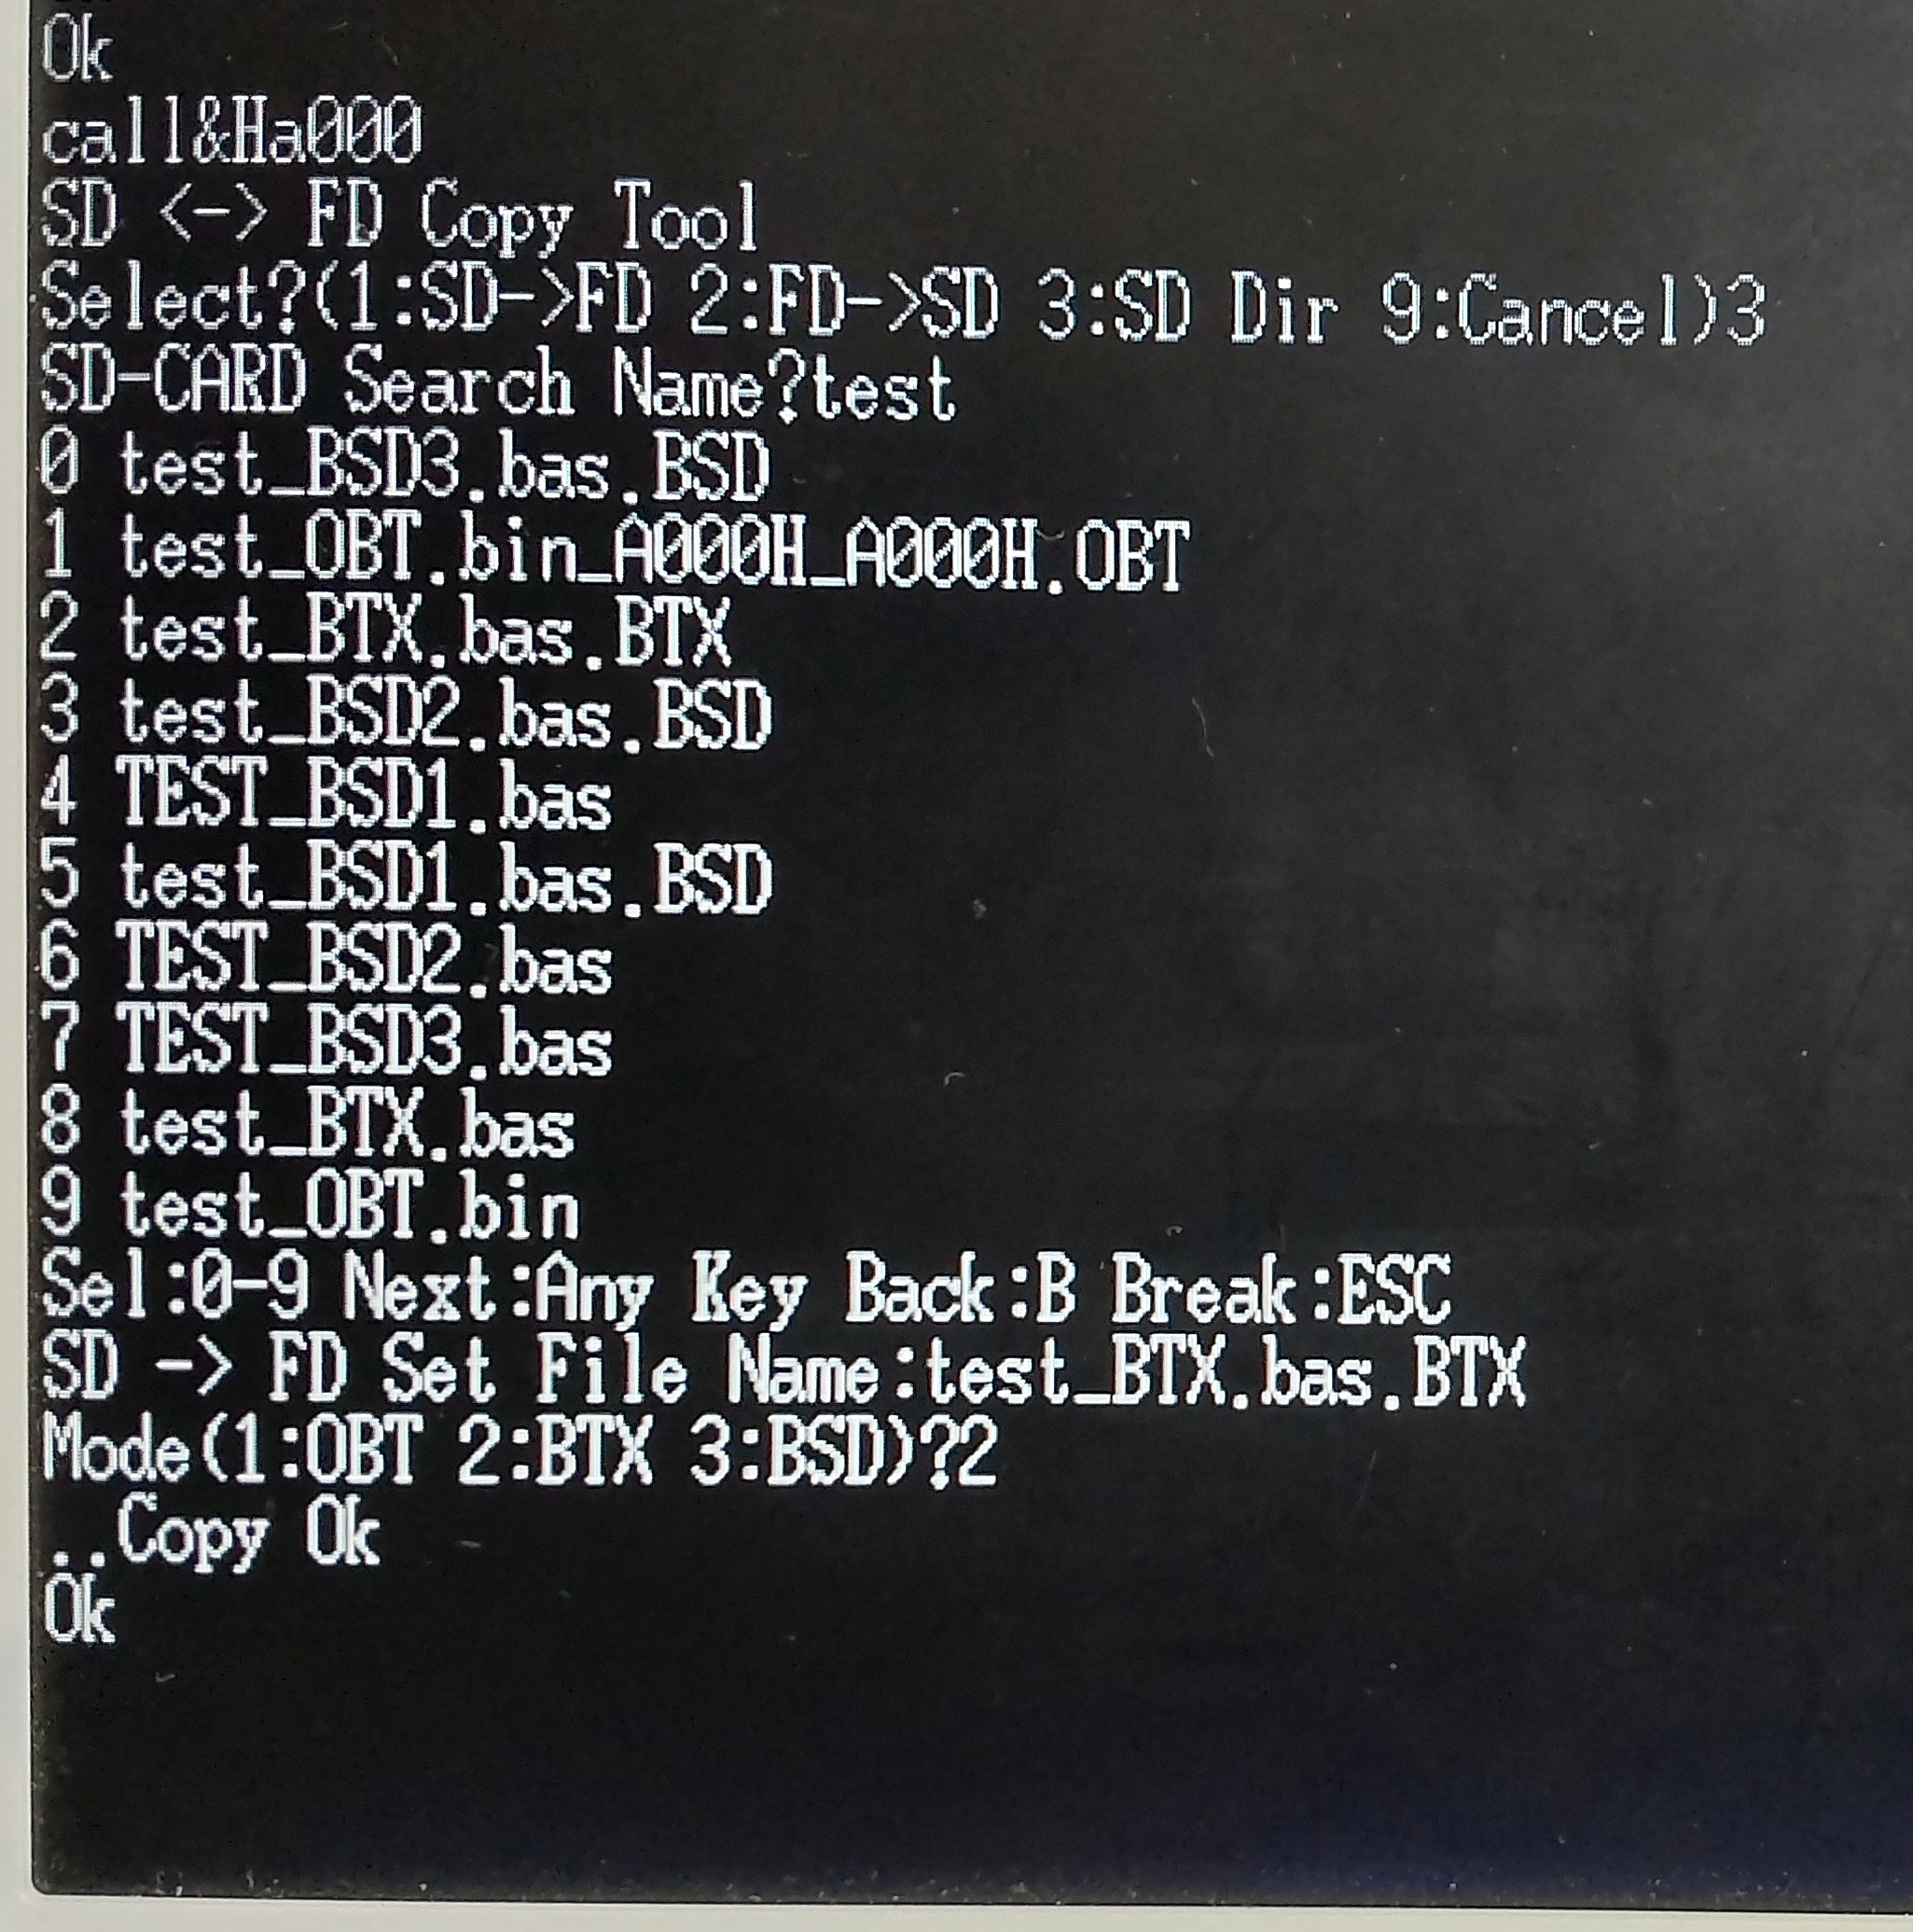 Ok
call&Ha000
SD <-> FD Copy Tool
Select?(1:SD->FD 2:FD->SD 3:SD Dir 9:Cancel)3
SD-CARD Search Name?test
0 test_BSD3.bas.BSD
1 test_OBT.bin_A000H_A000H.OBT
2 test_BTX.bas.BTX
3 test_BSD2.bas.BSD
4 TEST_BSD1.bas
5 test_BSD1.bas.BSD
6 TEST_BSD2.bas
7 TEST_BSD3.bas
8 test_BTX.bas
9 test_OBT.bin
Sel:0-9 Next:Any Key Back:B Break:ESC
SD -> FD Set File Name:test_BTX.bas.BTX
Mode(1:OBT 2:BTX 3:BSD)?2
..Copy Ok
Ok